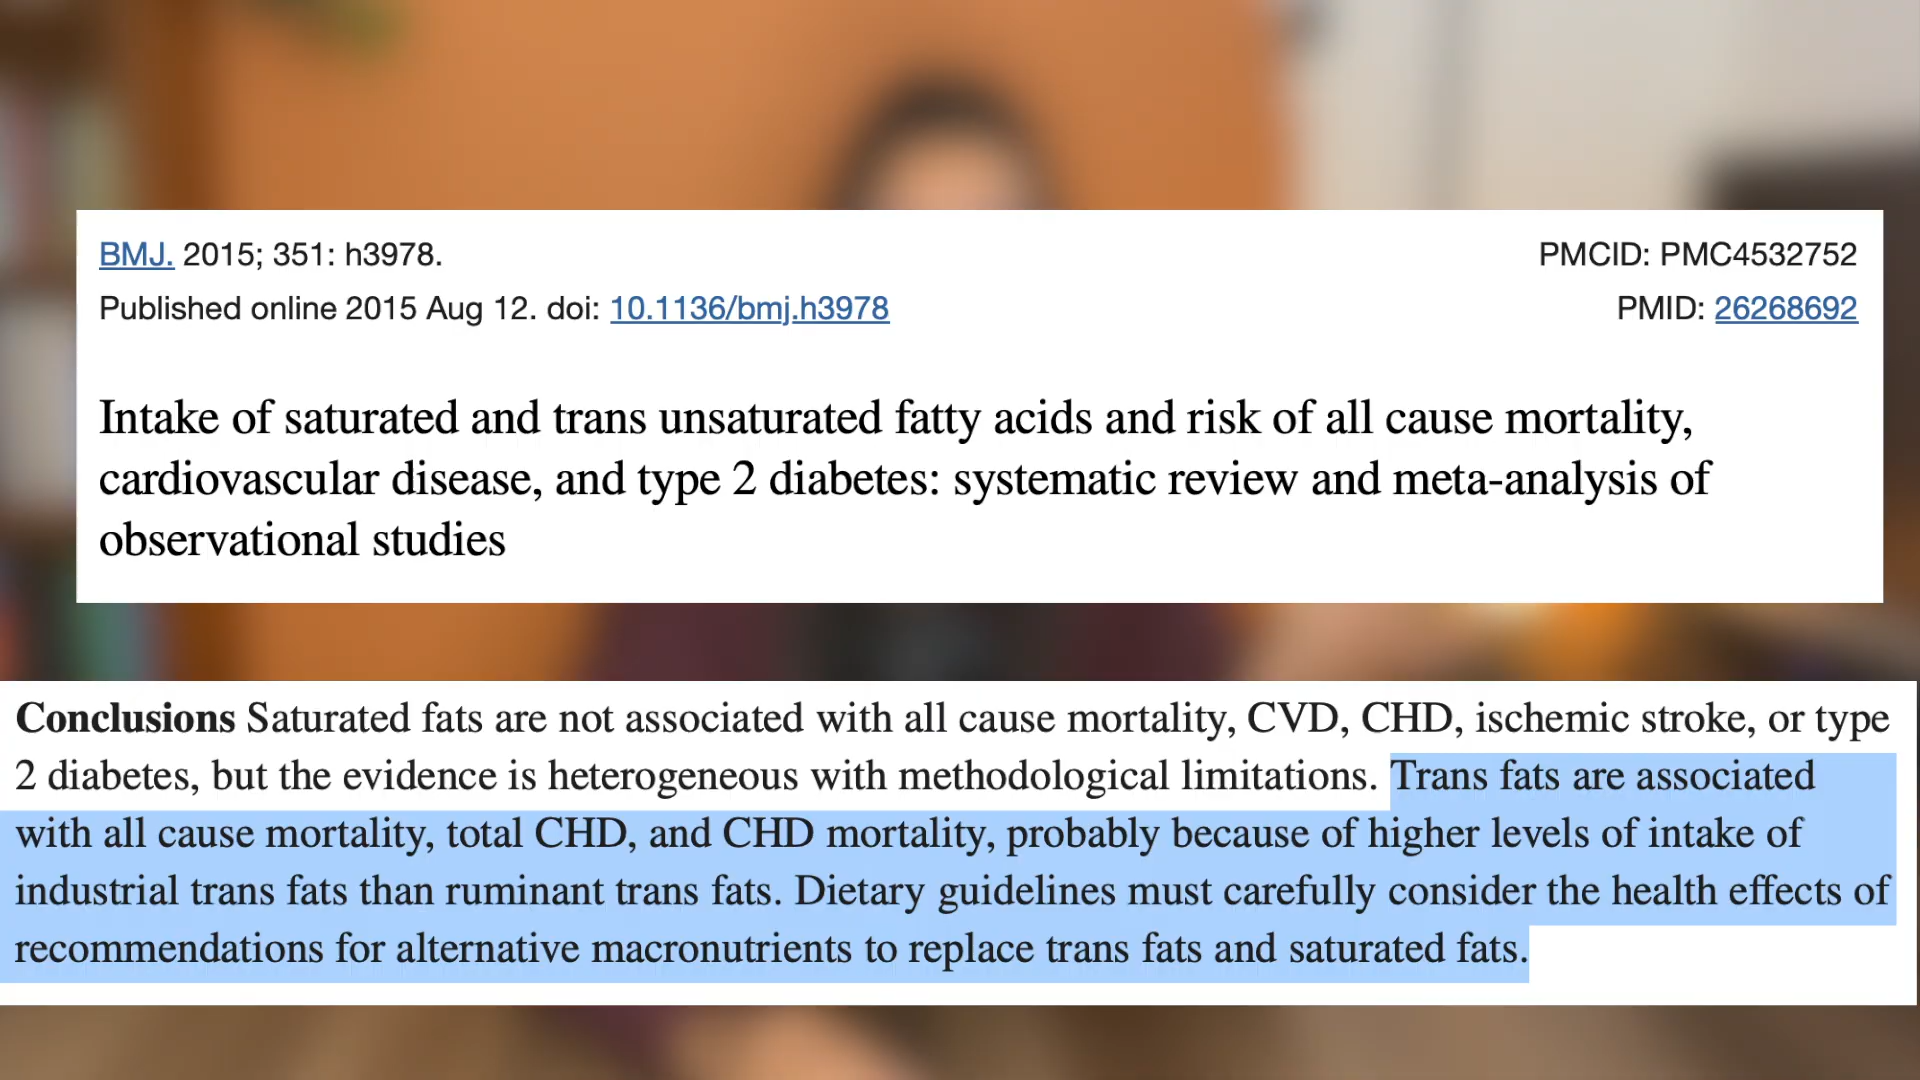 BMJ. 2015; 351: h3978.
PMCID: PMC4532752
Published online 2015 Aug 12. doi: 10.1136/bmj.h3978
PMID: 26268692
Intake of saturated and trans unsaturated fatty acids and risk of all cause mortality,
cardiovascular disease, and type 2 diabetes: systematic review and meta-analysis of
observational studies
Conclusions Saturated fats are not associated with all cause mortality, CVD, CHD, ischemic stroke, or type
2 diabetes, but the evidence is heterogeneous with methodological limitations. Trans fats are associated
with all cause mortality, total CHD, and CHD mortality, probably because of higher levels of intake of
industrial trans fats than ruminant trans fats. Dietary guidelines must carefully consider the health effects of
recommendations for alternative macronutrients to replace trans fats and saturated fats.